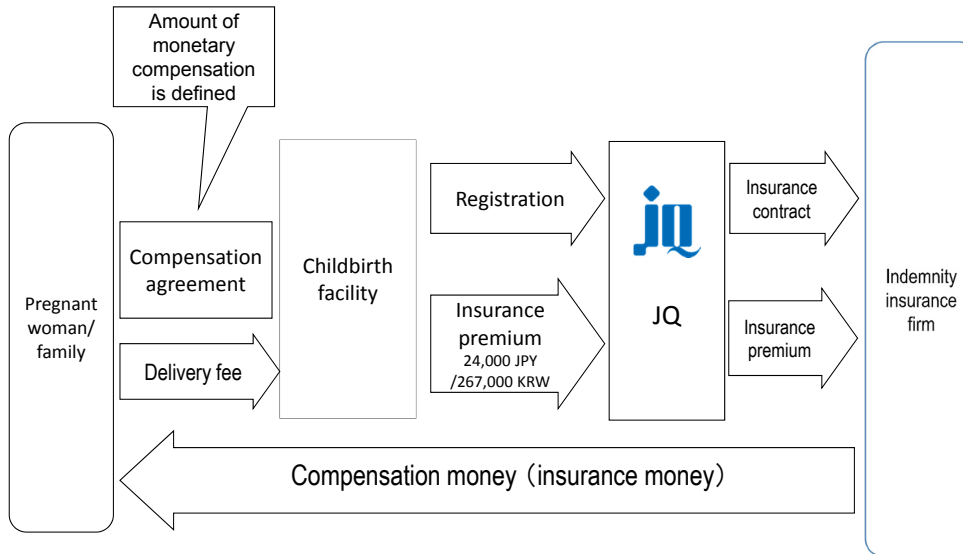 Amount of
monetary
compensation
is defined
Pregnant
woman/
family
Compensation
agreement
Delivery fee
Childbirth
facility
Registration
Insurance
premium
24,000 JPY
/267,000 KRW
jq
JQ
Insurance
contract
Insurance
premium
Indemnity
insurance
firm
Compensation money（insurance money）